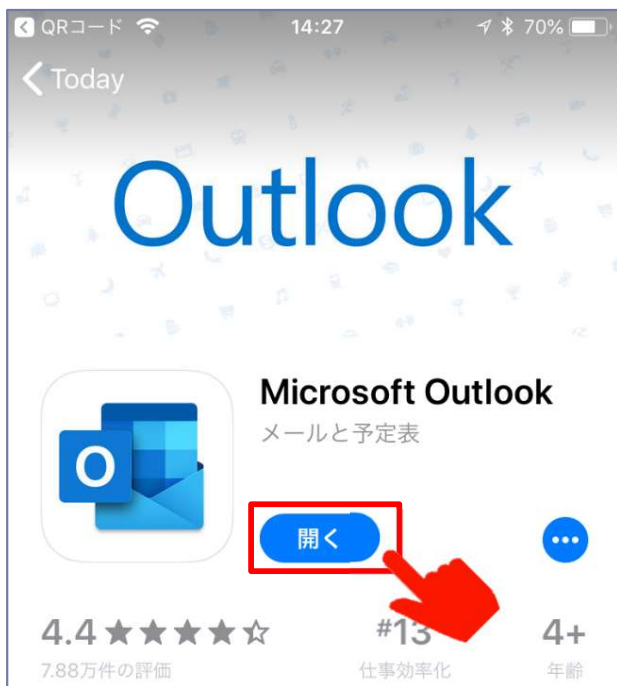 QRコード 14:27 70%
Today
Outlook
Microsoft Outlook
メールと予定表
O
開く
4.4 #13 4+
7.88万件の評価 仕事効率化 年齢